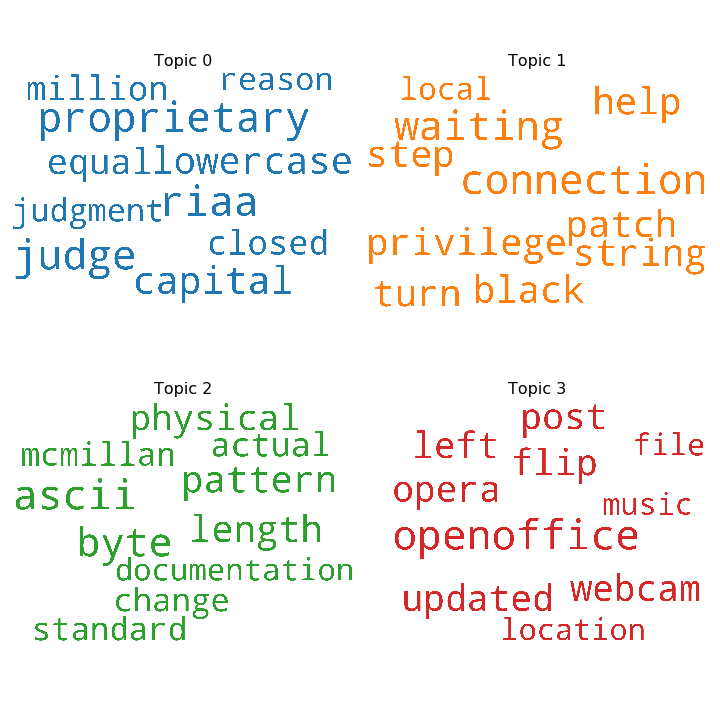 Topic 0
million reason
proprietary
equal lowercase
judgment riaa
judge closed
capital
Topic 1
local help
waiting
step
connection
privilege patch
string
turn black
Topic 2
physical
mcmillan actual
ascii pattern
byte length
documentation
change
standard
Topic 3
post
left flip file
opera music
openoffice
updated webcam
location